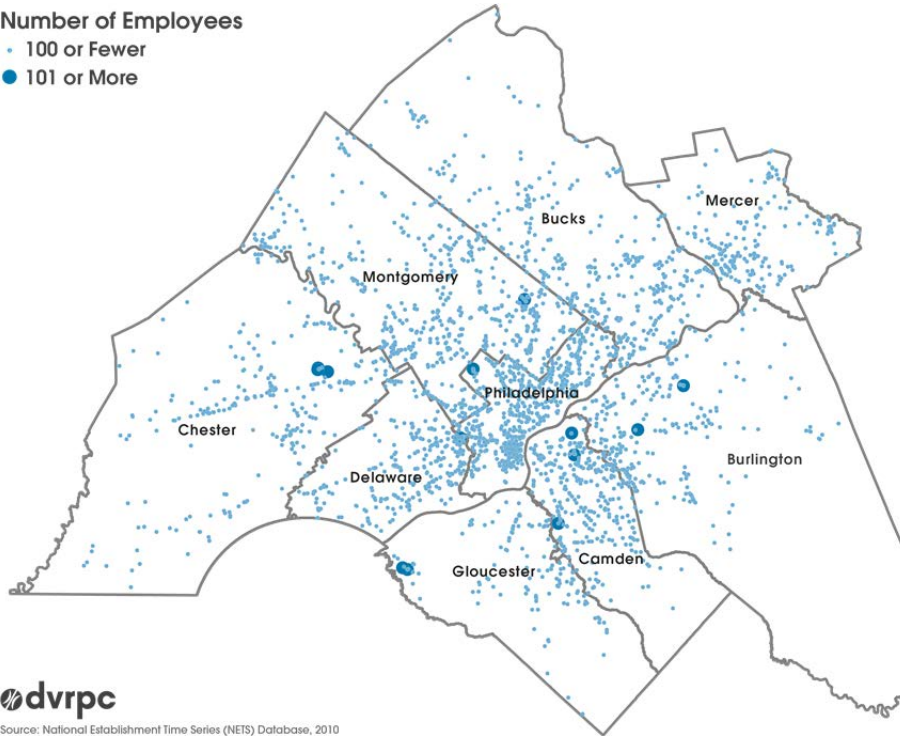 Number of Employees
100 or Fewer
101 or More
Mercer
Bucks
Montgomery
Philadelphia
Chester
Burlington
Delaware
Camden
Gloucester
dvrpc
Source: National Establishment Time Series (NETS) Database, 2010